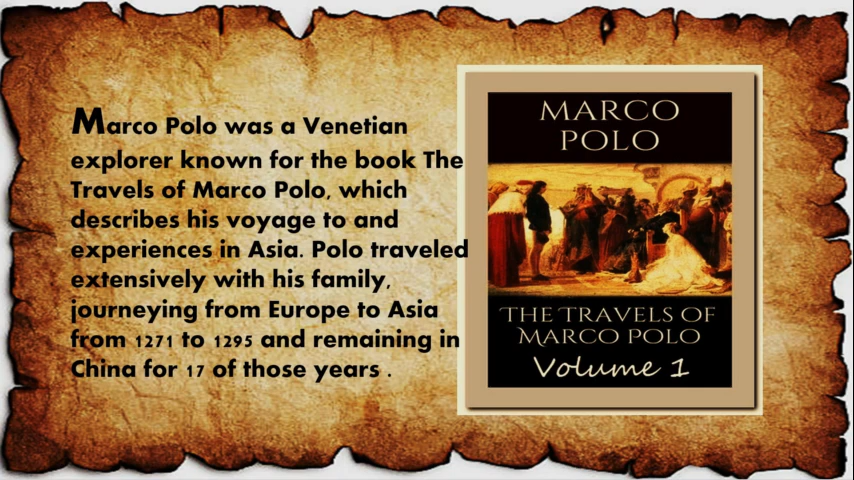 Marco Polo was a Venetian
explorer known for the book The
Travels of Marco Polo, which
describes his voyage to and
experiences in Asia. Polo traveled
extensively with his family,
journeying from Europe to Asia
from 1271 to 1295 and remaining in
China for 17 of those years .
MARCO
POLO
THE TRAVELS OF
MARCO POLO
Volume 1